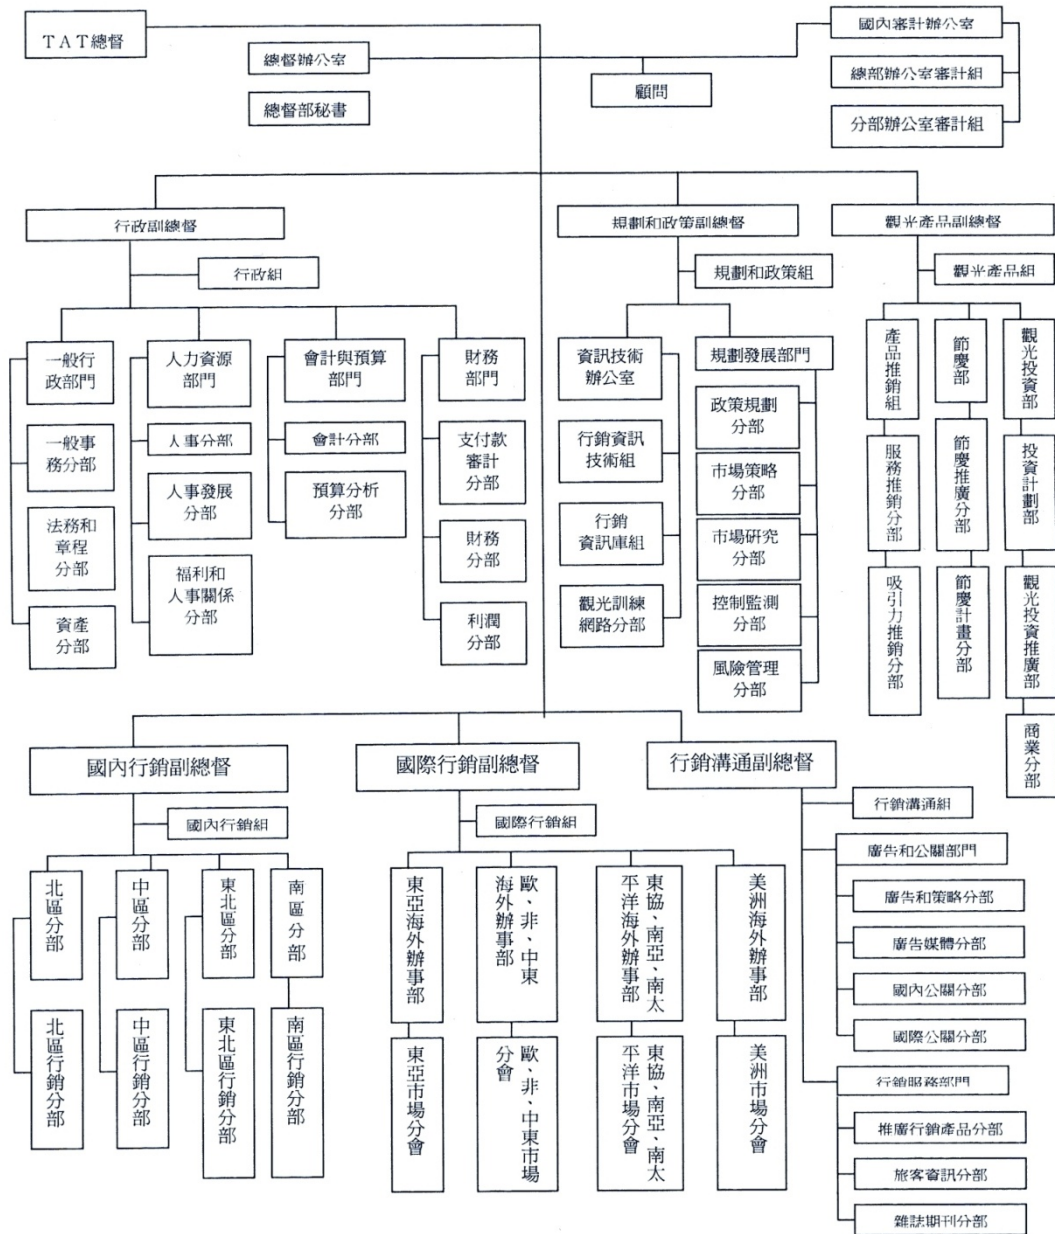 TAT總督
總督辦公室
總督部秘書
顧問
國內審計辦公室
總部辦公室審計組
分部辦公室審計組
行政副總督
行政組
一般行
政部門
一般事
務分部
法務和
章程
分部
資產
分部
人力資源
部門
人事分部
人事發展
分部
福利和
人事關係
分部
會計與預算
部門
會計分部
預算分析
分部
財務
部門
支付款
審計
分部
財務
分部
利潤
分部
規劃和政策副總督
規劃和政策組
資訊技術
辦公室
行銷資訊
技術組
行銷
資訊庫組
觀光訓練
網路分部
規劃發展部門
政策規劃
分部
市場策略
分部
市場研究
分部
控制監測
分部
風險管理
分部
觀光產品副總督
觀光產品組
產品推銷組
服務推銷分部
吸引力推銷分部
節慶部
節慶推廣分部
節慶計畫分部
觀光投資部
投資計劃部
觀光投資推廣部
商業分部
國內行銷副總督
國內行銷組
北區分部
北區行銷分部
中區分部
中區行銷分部
東北區分部
東北區行銷分部
南區分部
南區行銷分部
國際行銷副總督
國際行銷組
東亞海外辦事部
東亞市場分會
歐、非、中東
海外辦事部
歐、非、中東市場
分會
東協、南亞、南太
平洋海外辦事部
東協、南亞、南太
平洋市場分會
美洲海外辦事部
美洲市場分會
行銷溝通副總督
行銷溝通組
廣告和公關部門
廣告和策略分部
廣告媒體分部
國內公關分部
國際公關分部
行銷服務部門
推廣行銷產品分部
旅客資訊分部
雜誌期刊分部